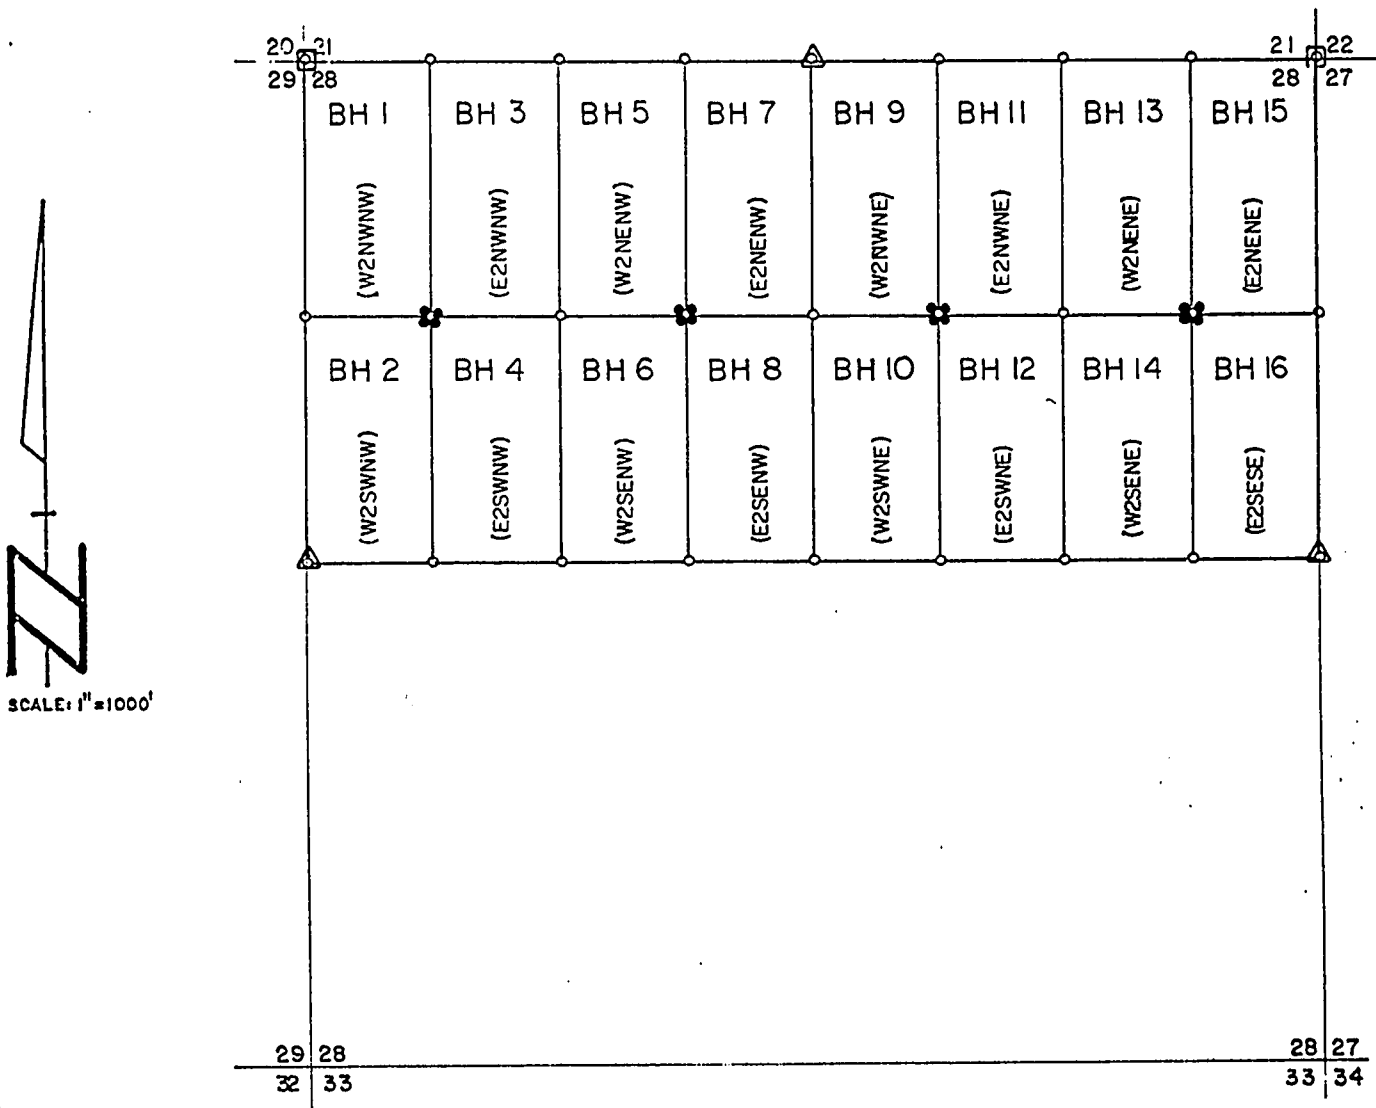 20 21
21 22
29 28
28 27
BH 1 BH 3 BH 5 BH 7 BH 9 BH 11 BH 13 BH 15
(W2NWNW) (E2NWNW) (W2NENW) (E2NENW) (W2NWNE) (E2NWNE) (W2NENE) (E2NENE)
BH 2 BH 4 BH 6 BH 8 BH 10 BH 12 BH 14 BH 16
(W2SWNW) (E2SWNW) (W2SENW) (E2SENW) (W2SWNE) (E2SWNE) (W2SENE) (E2SESE)
N
SCALE: 1"=1000'
29 28
28 27
32 33
33 34